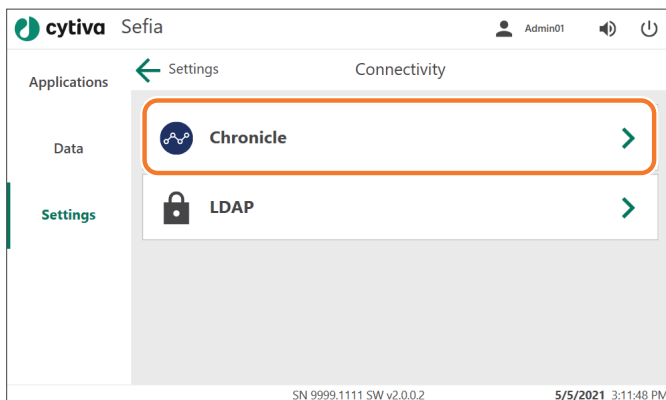 cytiva Sefia Admin01
Applications
Settings Connectivity
Chronicle
Data
Settings
LDAP
SN 9999.1111 SW v2.0.0.2 5/5/2021 3:11:48 PM